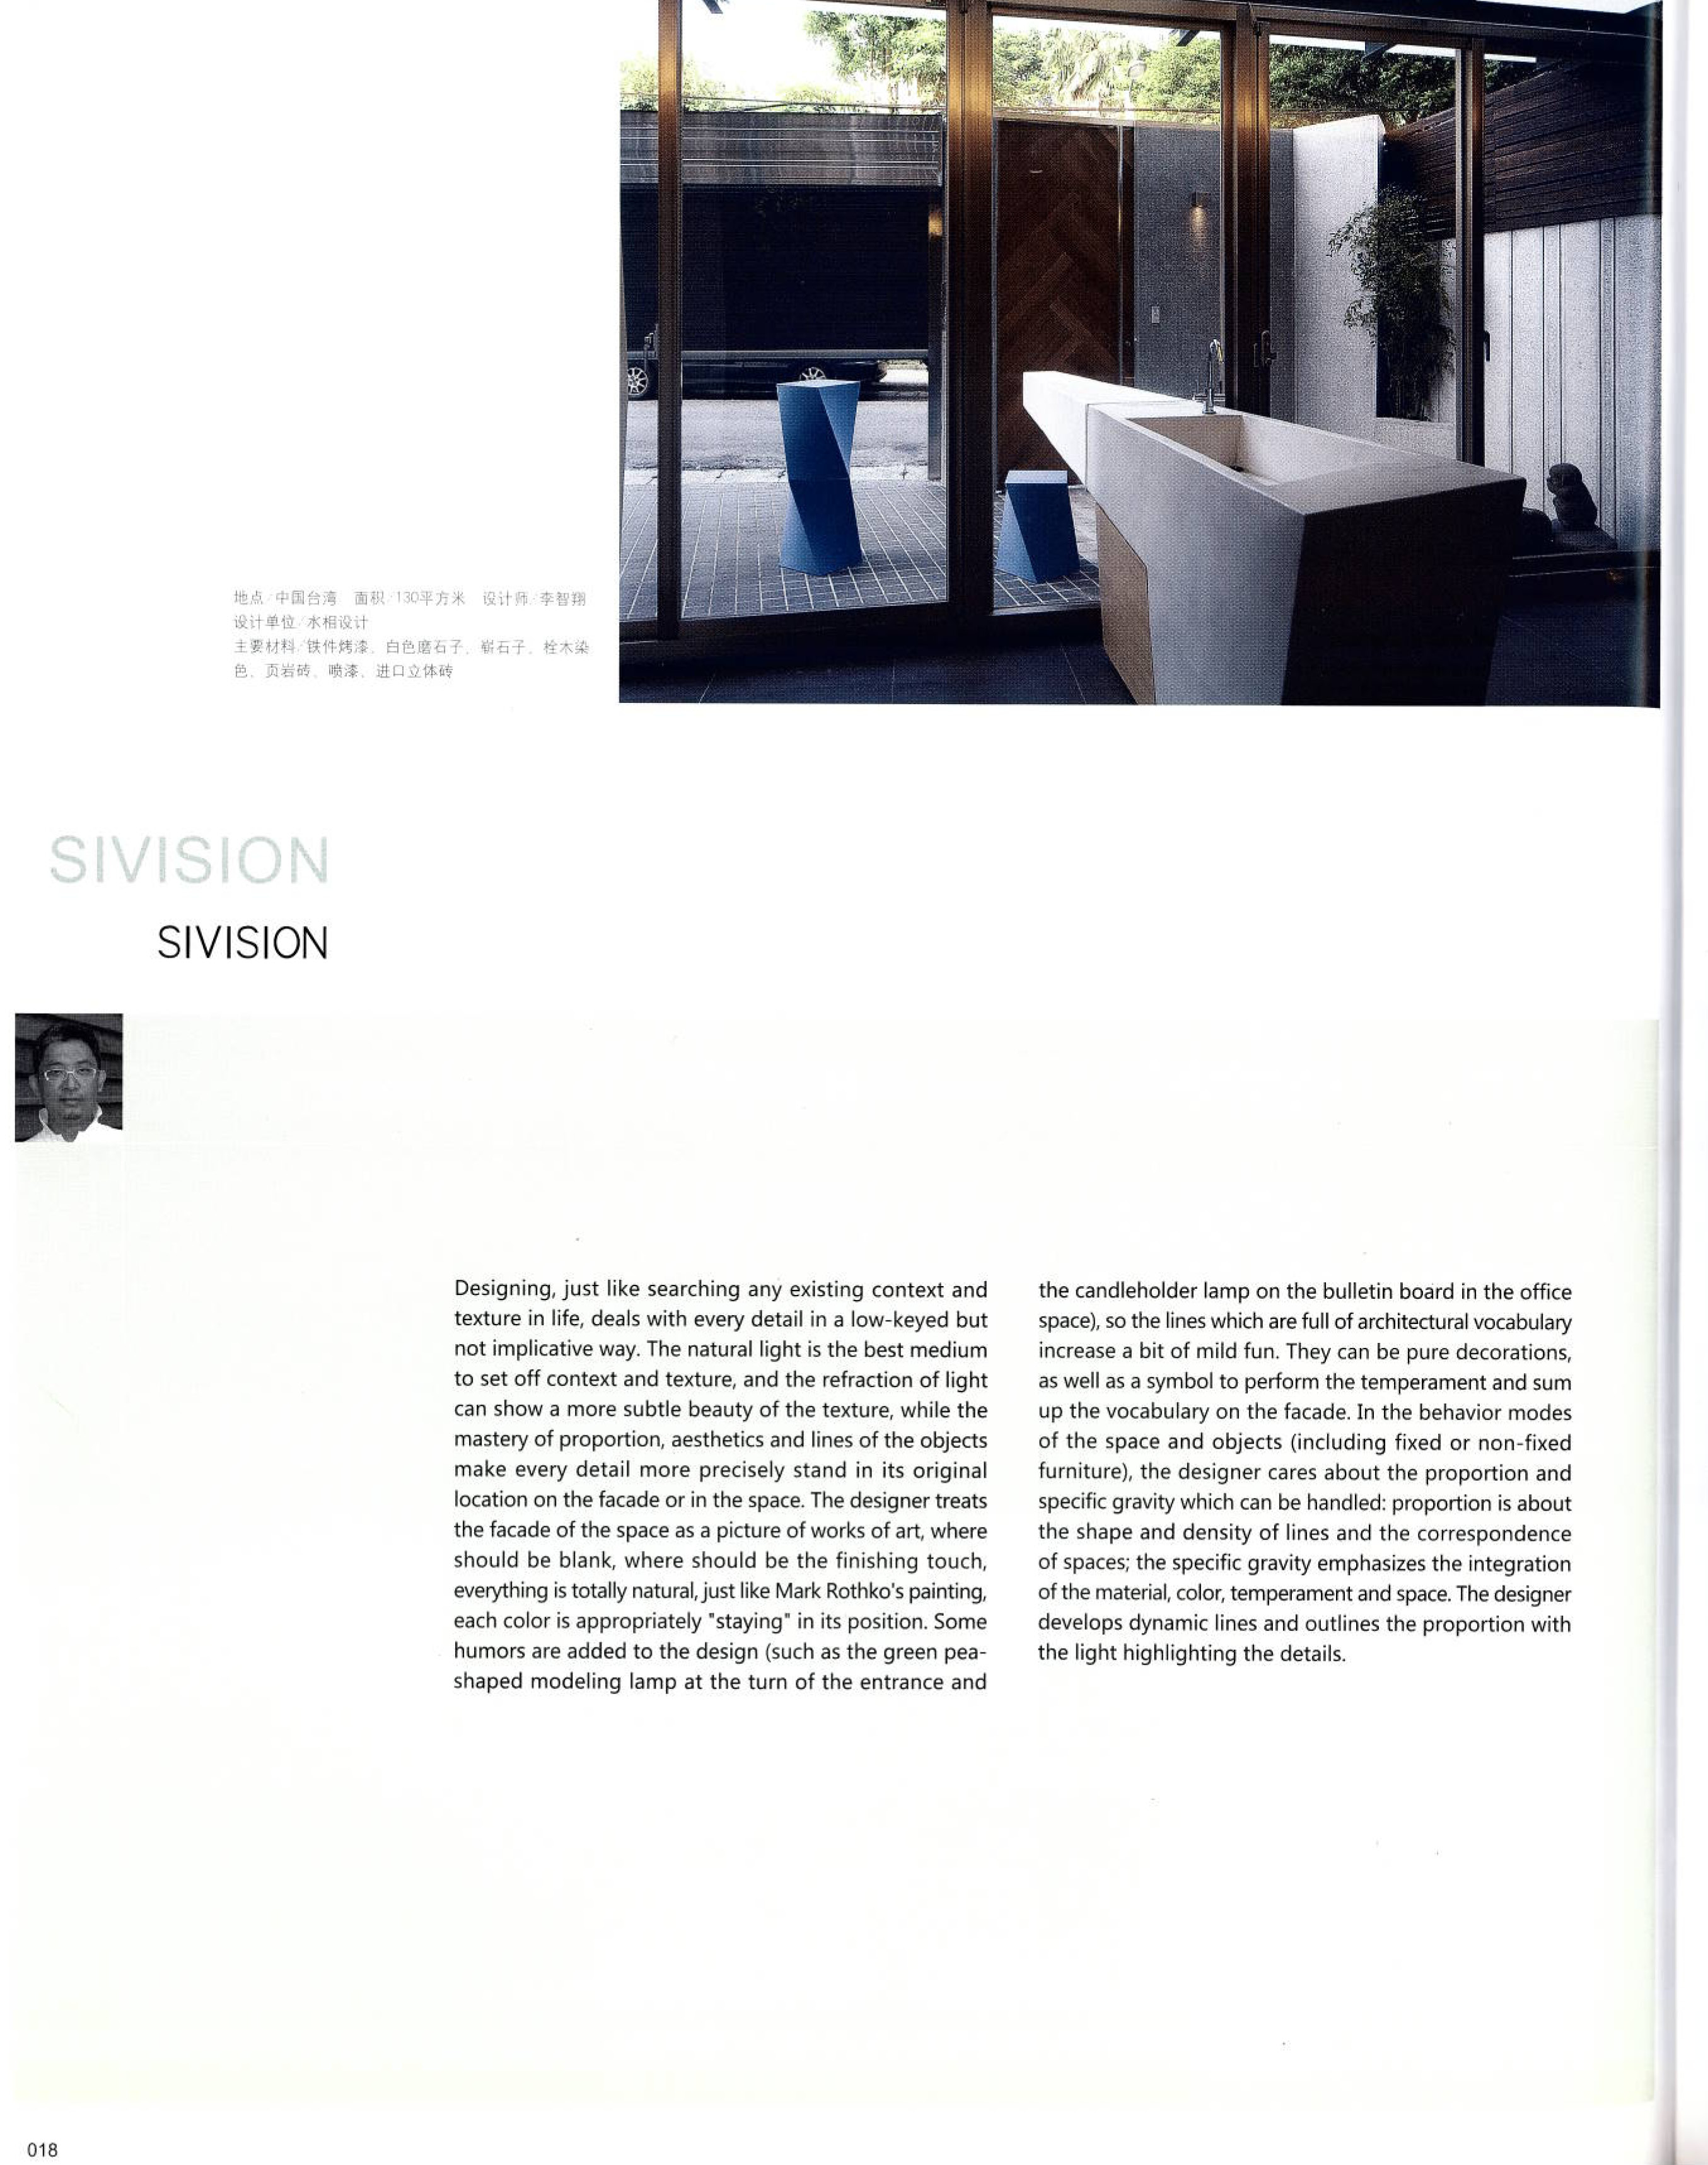 地点/中国台湾 面积/130平方米 设计师/李智翔
设计单位/水相设计
主要材料/铁件烤漆、白色磨石子、崭石子、栓木染
色、页岩砖、喷漆、进口立体砖
SIVISION
SIVISION
Designing, just like searching any existing context and
texture in life, deals with every detail in a low-keyed but
not implicative way. The natural light is the best medium
to set off context and texture, and the refraction of light
can show a more subtle beauty of the texture, while the
mastery of proportion, aesthetics and lines of the objects
make every detail more precisely stand in its original
location on the facade or in the space. The designer treats
the facade of the space as a picture of works of art, where
should be blank, where should be the finishing touch,
everything is totally natural, just like Mark Rothko's painting,
each color is appropriately "staying" in its position. Some
humors are added to the design (such as the green pea-
shaped modeling lamp at the turn of the entrance and
the candleholder lamp on the bulletin board in the office
space), so the lines which are full of architectural vocabulary
increase a bit of mild fun. They can be pure decorations,
as well as a symbol to perform the temperament and sum
up the vocabulary on the facade. In the behavior modes
of the space and objects (including fixed or non-fixed
furniture), the designer cares about the proportion and
specific gravity which can be handled: proportion is about
the shape and density of lines and the correspondence
of spaces; the specific gravity emphasizes the integration
of the material, color, temperament and space. The designer
develops dynamic lines and outlines the proportion with
the light highlighting the details.
018